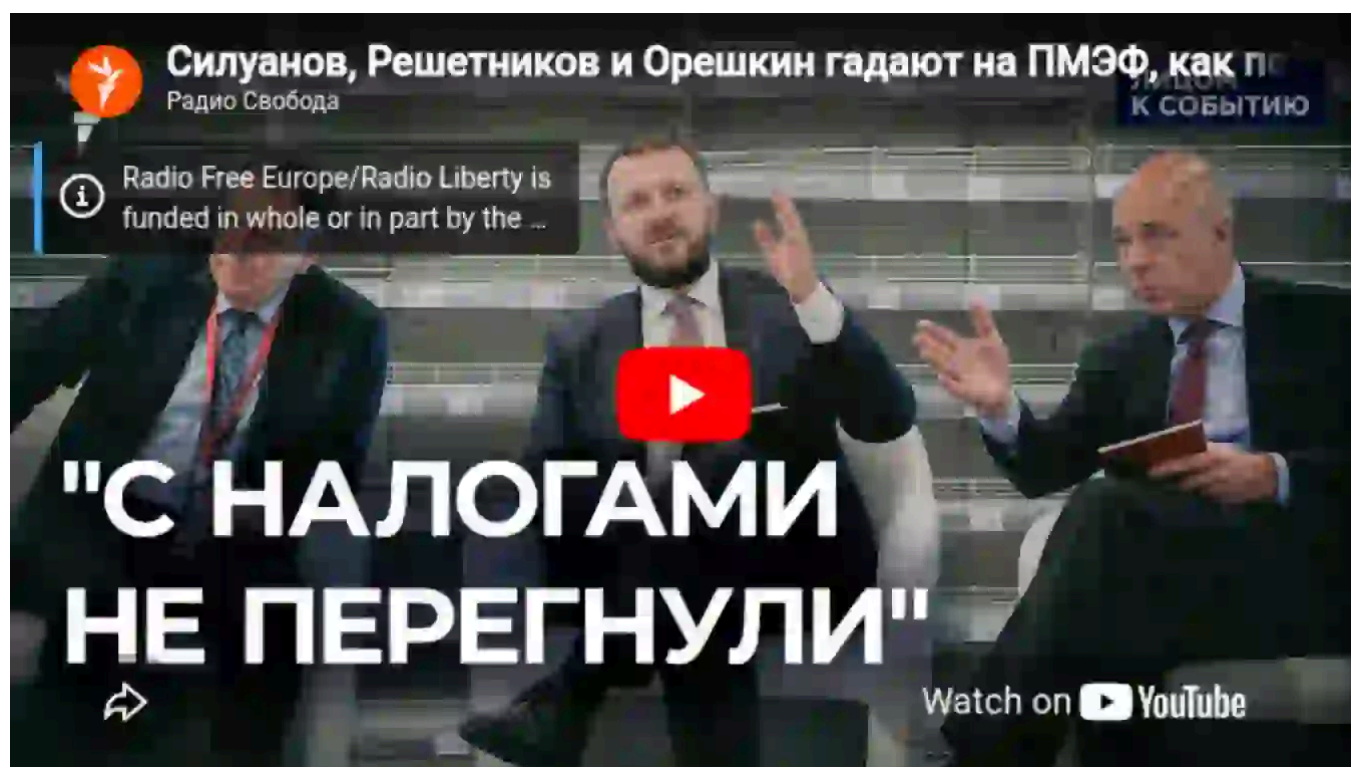 Силуанов, Решетников и Орешкин гадают на ПМЭФ, как
Радио Свобода
ЛИЦОМ
К СОБЫТИЮ
Radio Free Europe/Radio Liberty is
funded in whole or in part by the ...
"С НАЛОГАМИ
НЕ ПЕРЕГНУЛИ"
Watch on YouTube